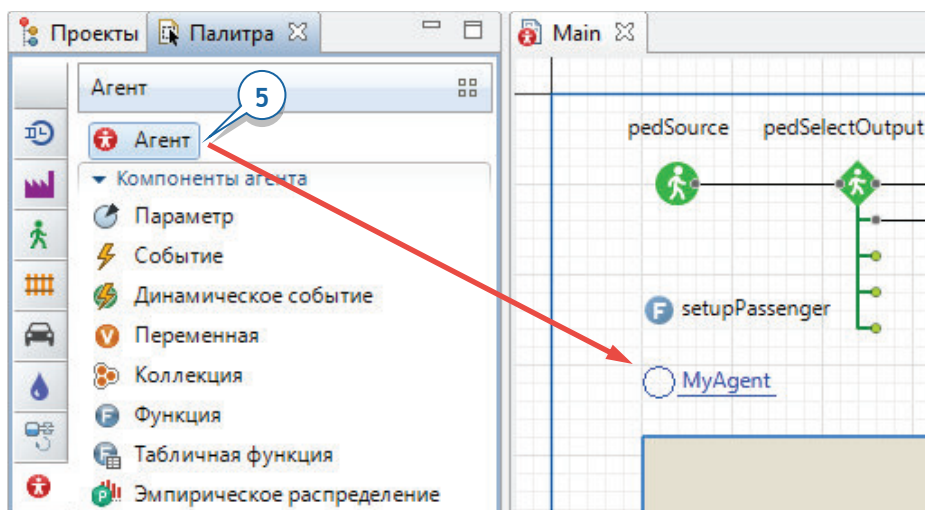 Проекты
Палитра
Main
Агент
5
Агент
Компоненты агента
Параметр
Событие
Динамическое событие
Переменная
Коллекция
Функция
Табличная функция
Эмпирическое распределение
pedSource
pedSelectOutput
setupPassenger
MyAgent